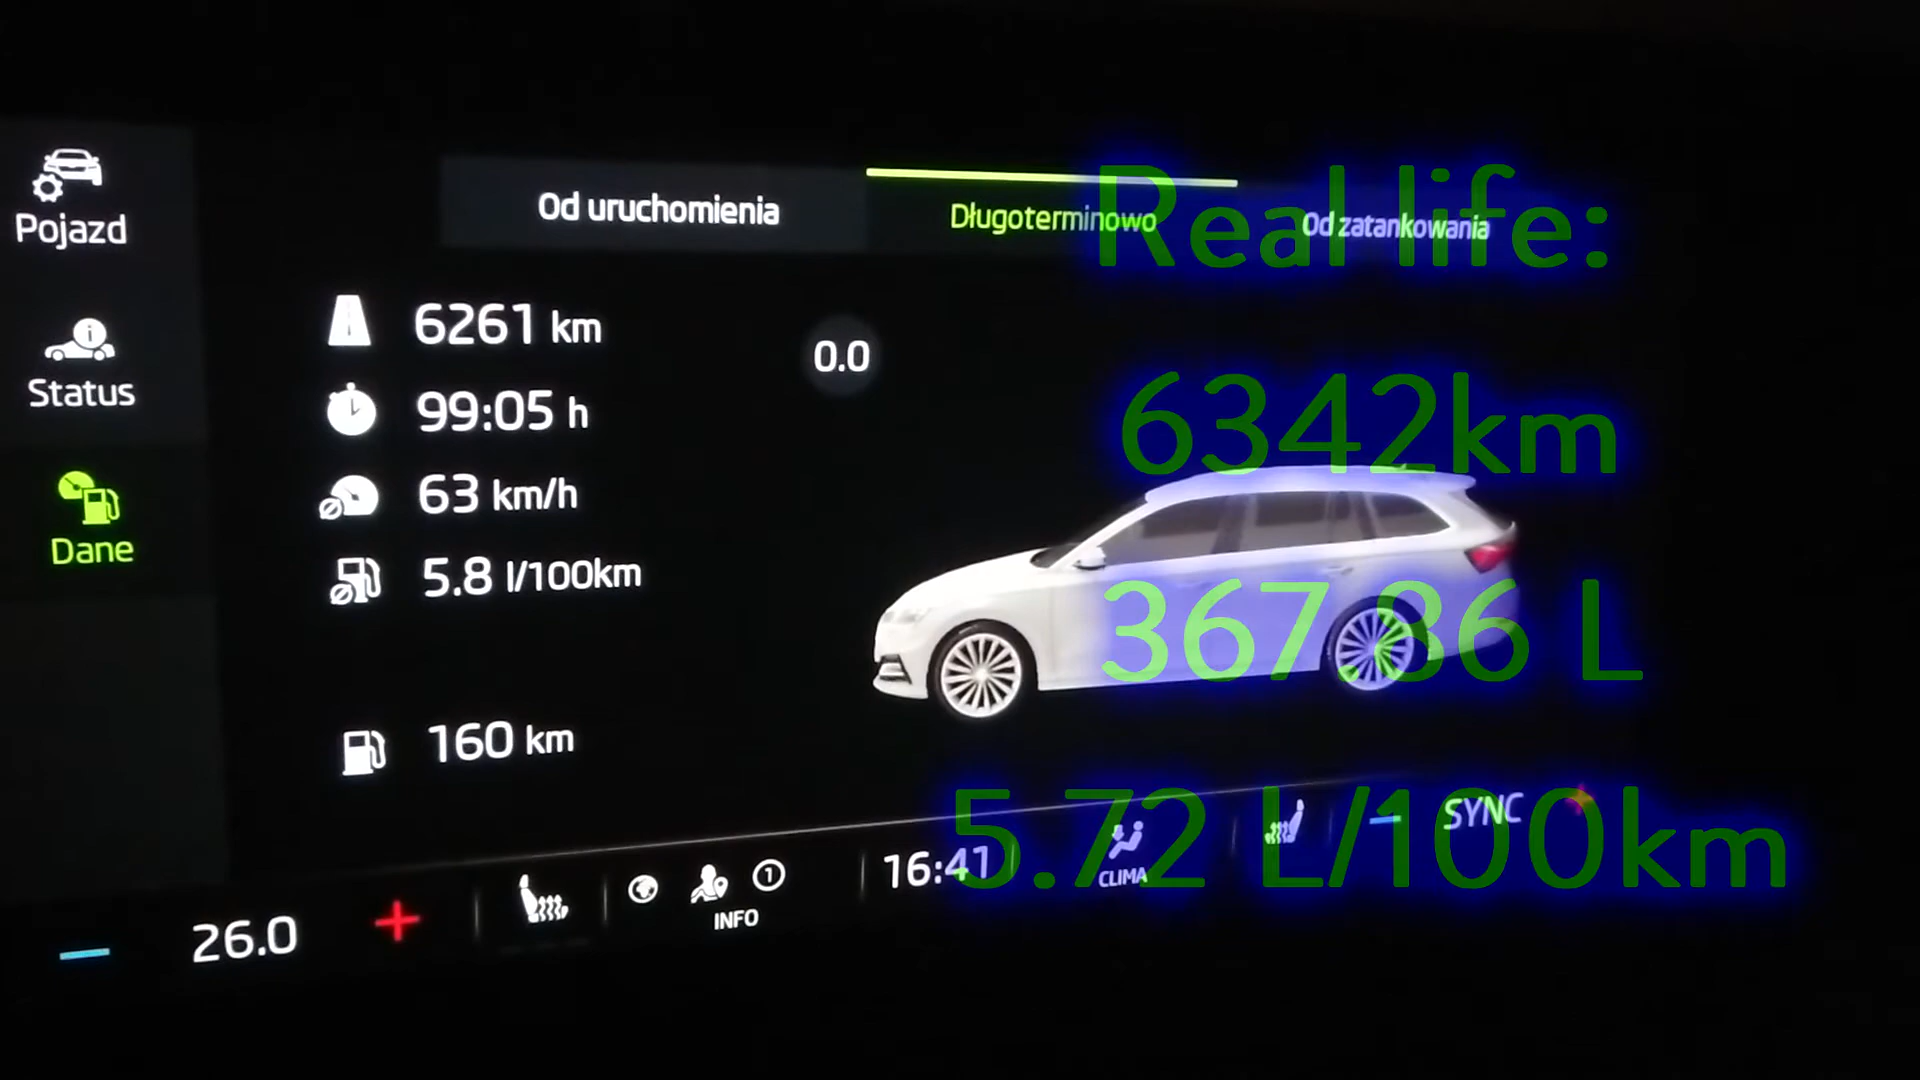 Pojazd
Status
Dane
Od uruchomienia
Długoterminowo
Od zatankowania
6261 km
99:05 h
63 km/h
5.8 l/100km
160 km
0.0
Real life:
6342km
367.86 L
5.72 L/100km
26.0
1
INFO
16:41
CLIMA
SYNC